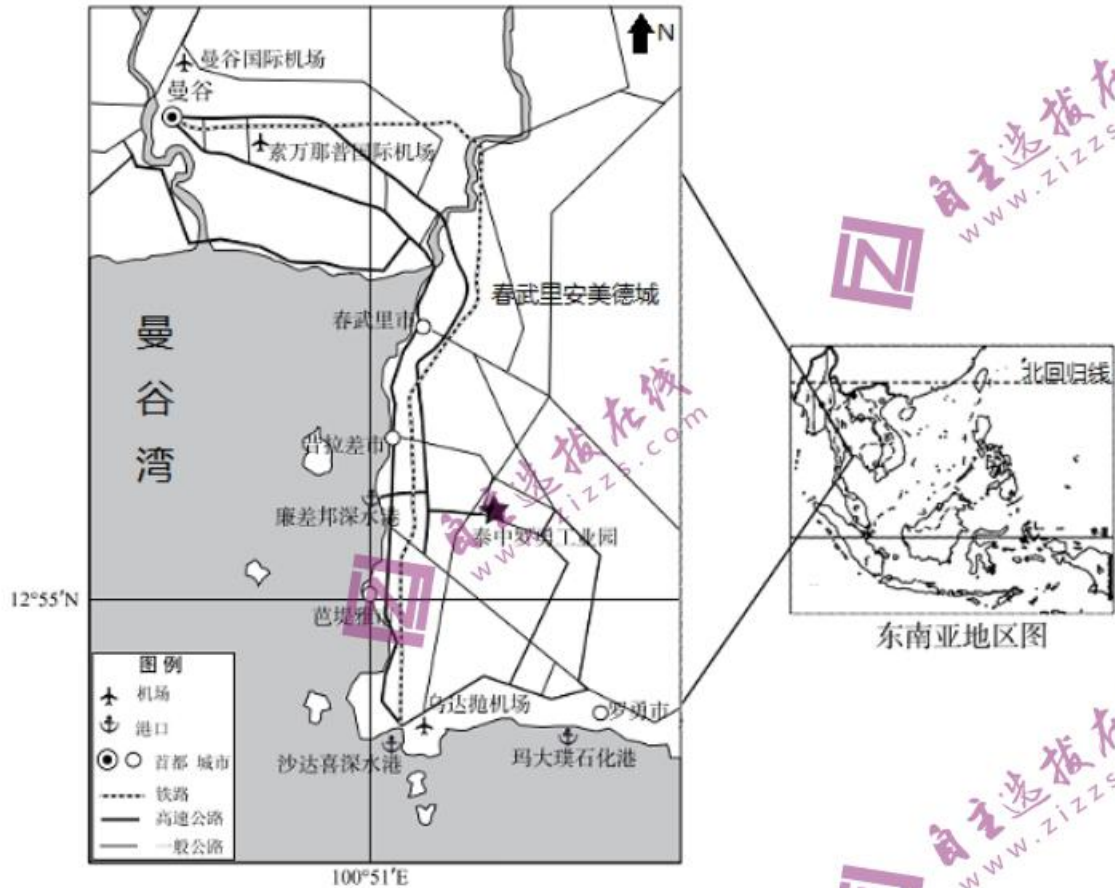 N
曼谷国际机场
曼谷
素万那普国际机场
春武里安美德城
春武里市
曼谷湾
北回归线
廉差邦深水港
泰中罗勇工业园
12°55′N
芭堤雅市
东南亚地区图
图例
机场
港口
首都 城市
铁路
高速公路
一般公路
乌达抛机场
罗勇市
沙达喜深水港
玛大璞石化港
100°51′E
自主选拔在线
www.zizzs.com